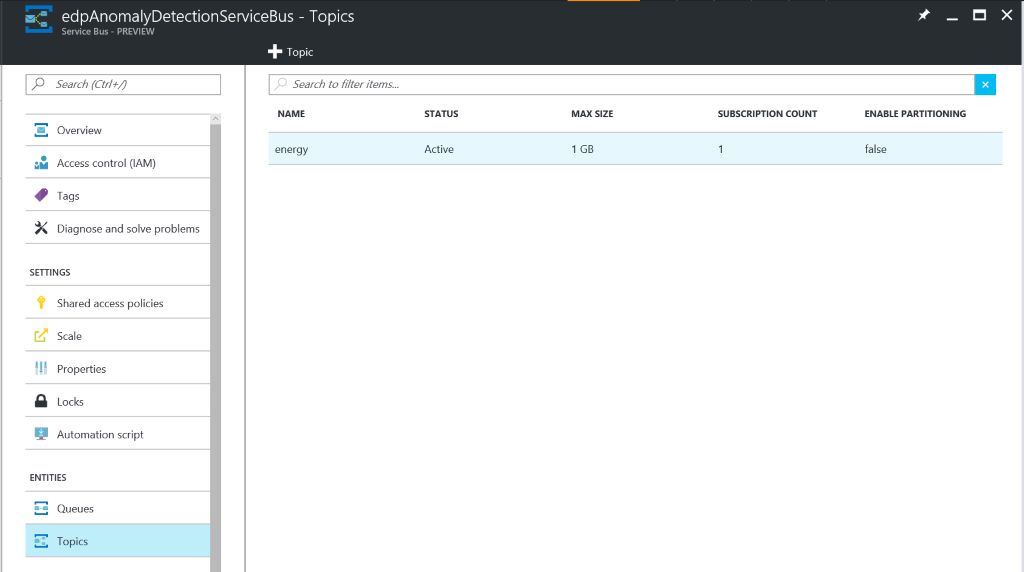 edpAnomalyDetectionServiceBus - Topics
Service Bus - PREVIEW
Topic
Search (Ctrl+/)
Overview
Access control (IAM)
Tags
Diagnose and solve problems
SETTINGS
Shared access policies
Scale
Properties
Locks
Automation script
ENTITIES
Queues
Topics
Search to filter items...
NAME STATUS MAX SIZE SUBSCRIPTION COUNT ENABLE PARTITIONING
energy Active 1 GB 1 false